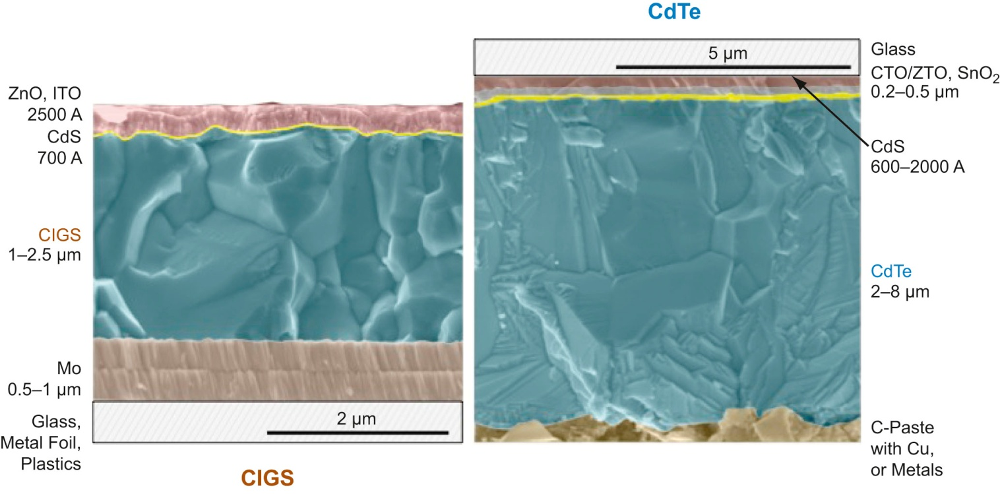 CdTe
5 µm
Glass
CTO/ZTO, SnO₂
0.2–0.5 µm
CdS
600–2000 A
CdTe
2–8 µm
C-Paste
with Cu,
or Metals
ZnO, ITO
2500 A
CdS
700 A
CIGS
1–2.5 µm
Mo
0.5–1 µm
Glass,
Metal Foil,
Plastics
2 µm
CIGS